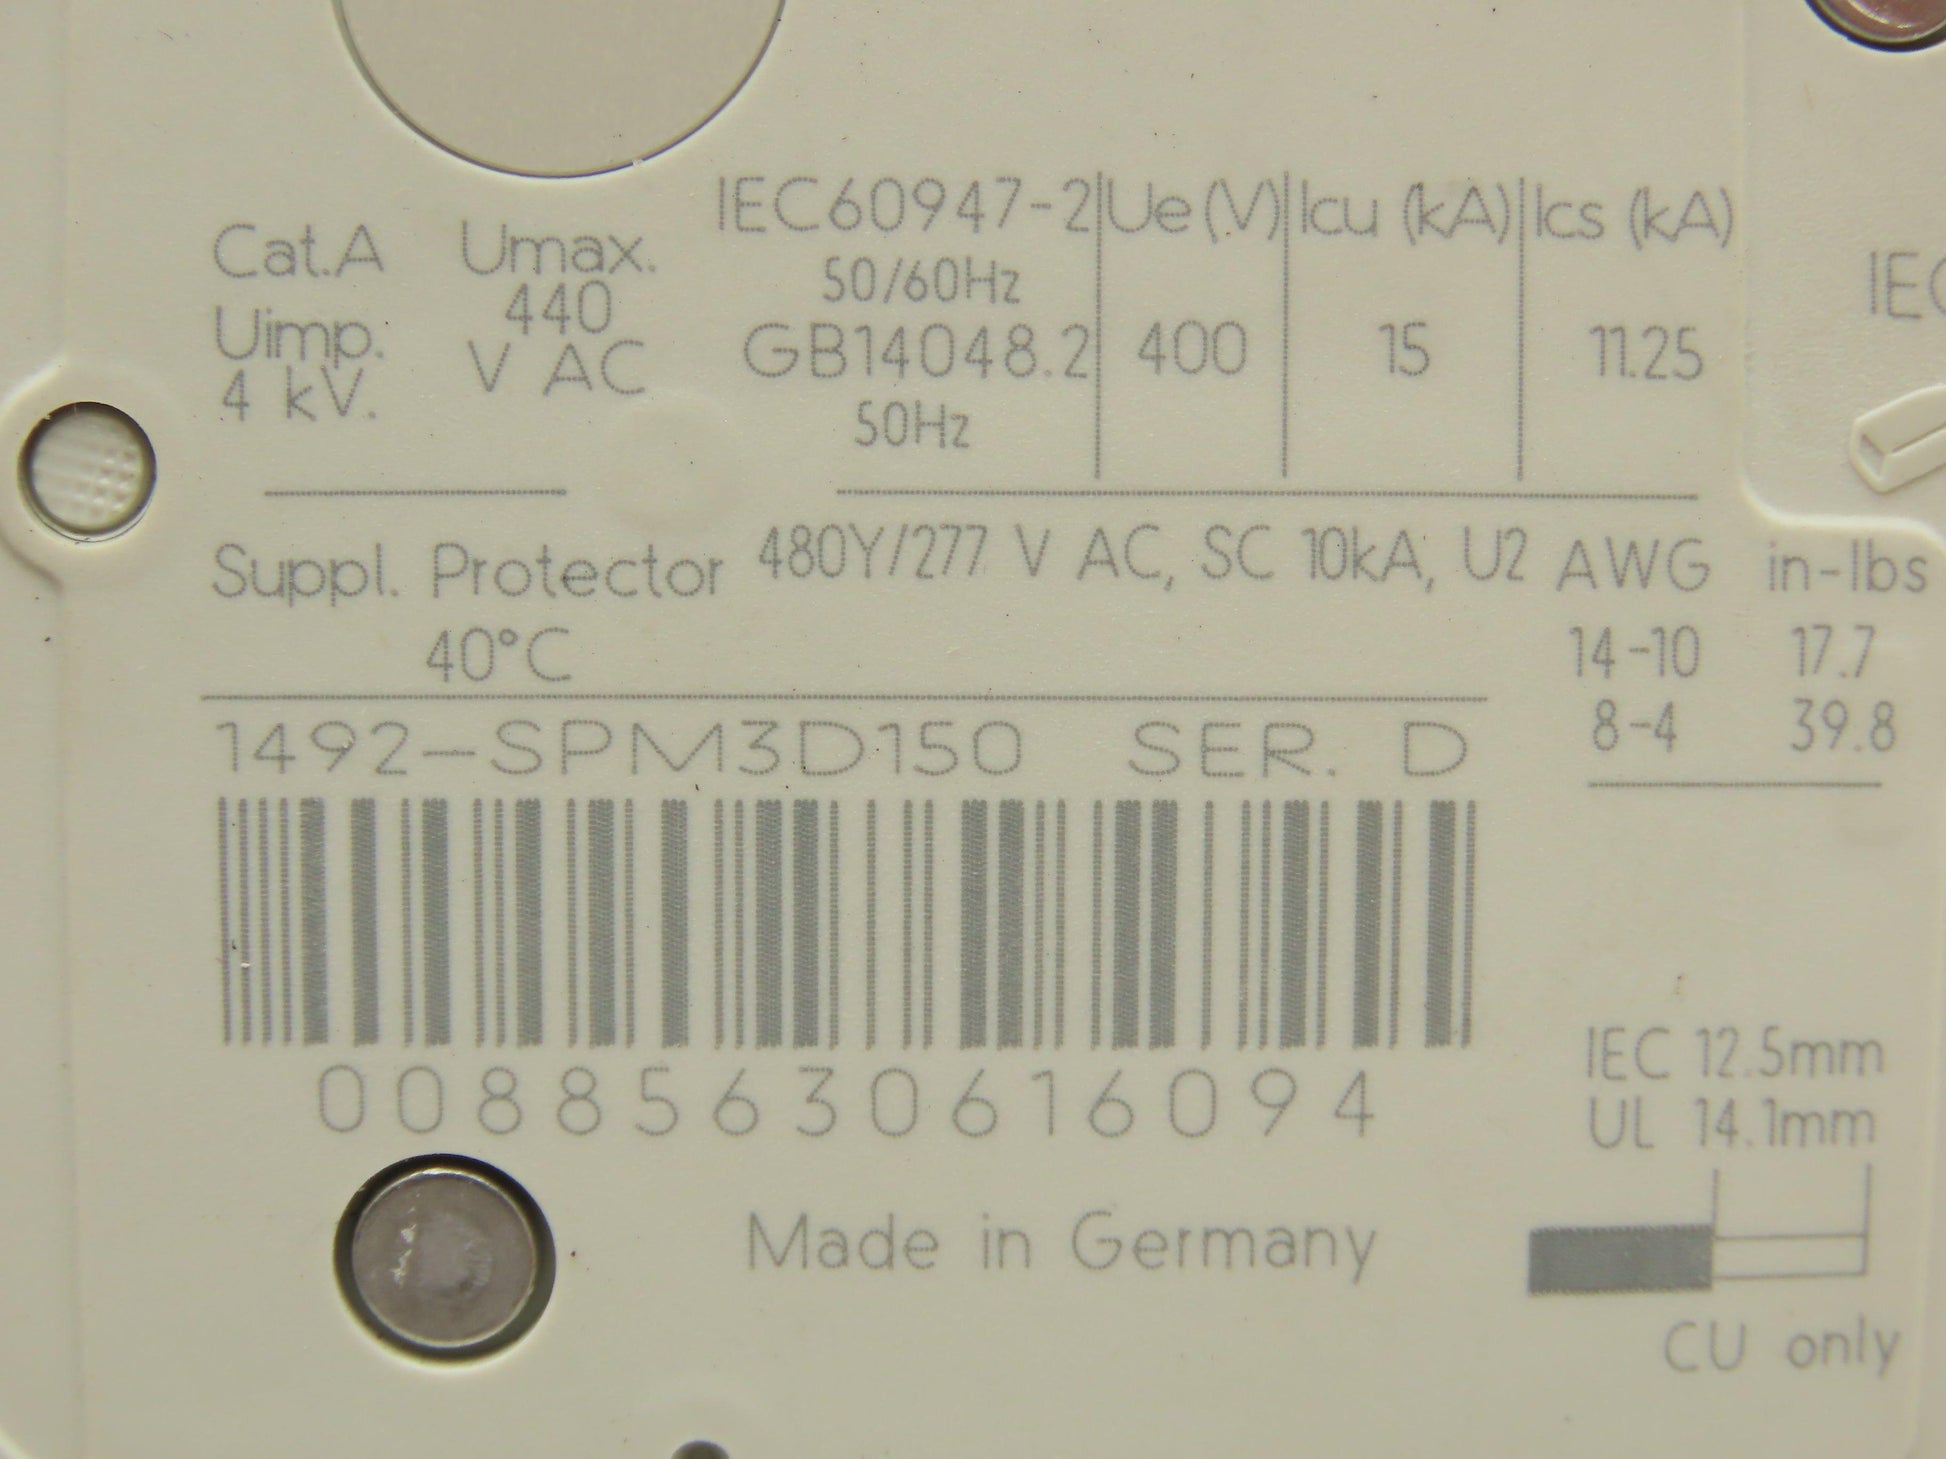 IEC60947-2 Ue (V) Icu (kA) Ics (kA)
50/60Hz
GB14048.2 400 15 11.25
50Hz
Cat.A
Uimp.
4 kV.
Umax.
440
V AC
IEC
Suppl. Protector
40°C
480Y/277 V AC, SC 10kA, U2
AWG in-lbs
14-10 17.7
8-4 39.8
1492-SPM3D150 SER. D
00885630616094
Made in Germany
IEC 12.5mm
UL 14.1mm
CU only